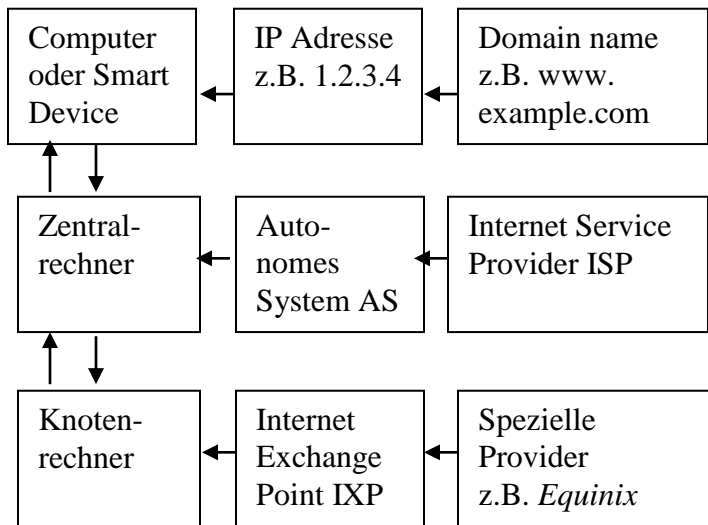 Computer
oder Smart
Device
IP Adresse
z.B. 1.2.3.4
Domain name
z.B. www.
example.com
Zentral-
rechner
Auto-
nomes
System AS
Internet Service
Provider ISP
Knoten-
rechner
Internet
Exchange
Point IXP
Spezielle
Provider
z.B. Equinix